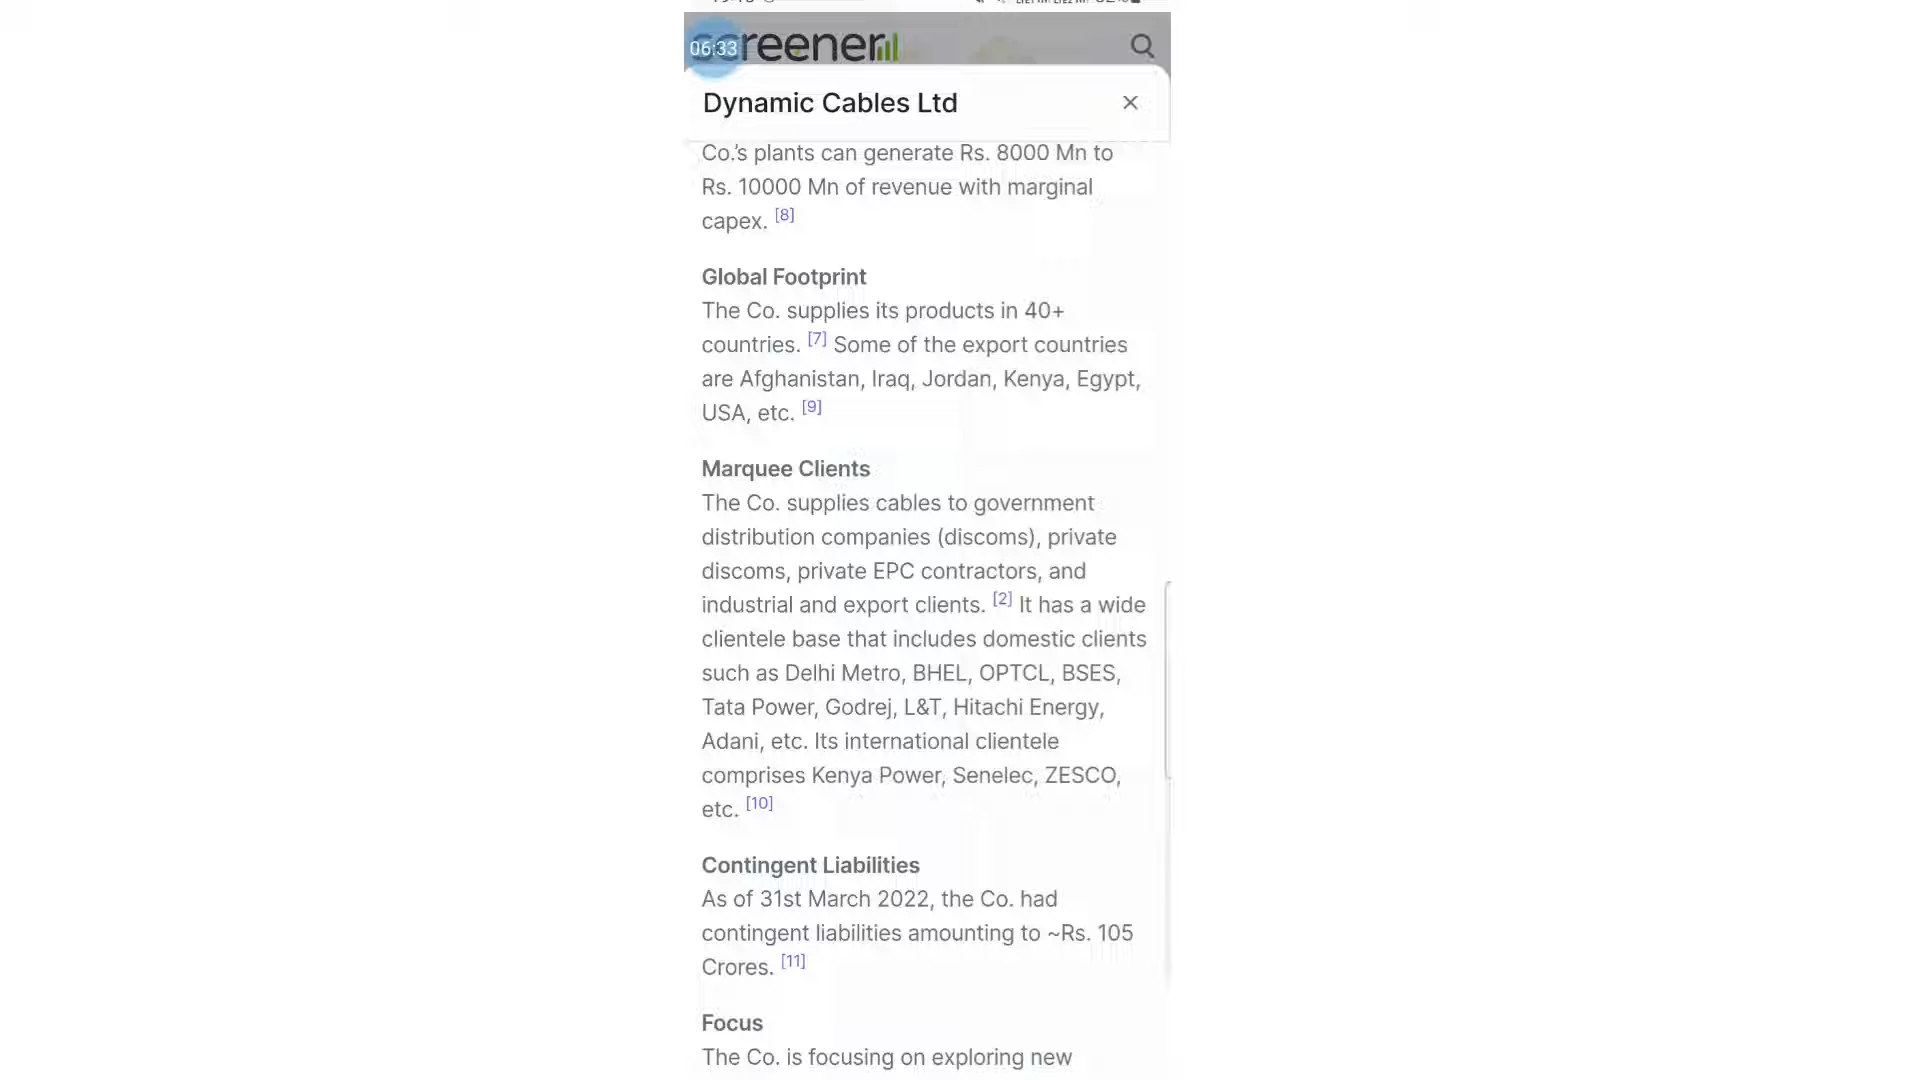 06:33
screener
Dynamic Cables Ltd ×
Co.'s plants can generate Rs. 8000 Mn to
Rs. 10000 Mn of revenue with marginal
capex. [8]
Global Footprint
The Co. supplies its products in 40+
countries. [7] Some of the export countries
are Afghanistan, Iraq, Jordan, Kenya, Egypt,
USA, etc. [9]
Marquee Clients
The Co. supplies cables to government
distribution companies (discoms), private
discoms, private EPC contractors, and
industrial and export clients. [2] It has a wide
clientele base that includes domestic clients
such as Delhi Metro, BHEL, OPTCL, BSES,
Tata Power, Godrej, L&T, Hitachi Energy,
Adani, etc. Its international clientele
comprises Kenya Power, Senelec, ZESCO,
etc. [10]
Contingent Liabilities
As of 31st March 2022, the Co. had
contingent liabilities amounting to ~Rs. 105
Crores. [11]
Focus
The Co. is focusing on exploring new